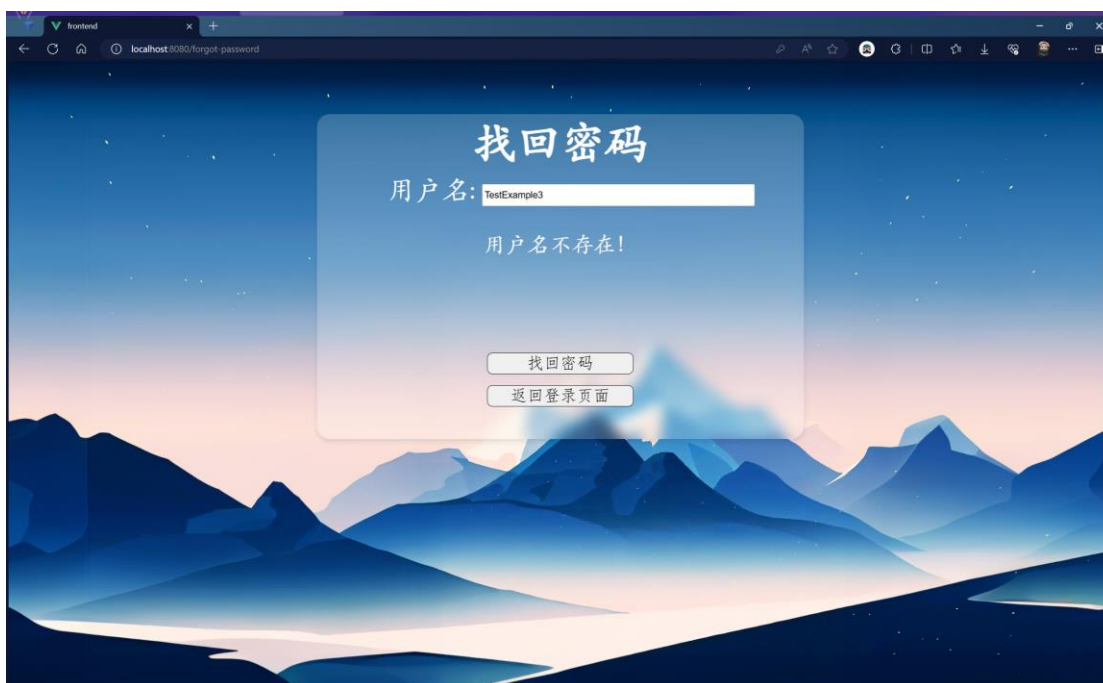 frontend
localhost:8080/forgot-password
找回密码
用户名: TestExample3
用户名不存在!
找回密码
返回登录页面